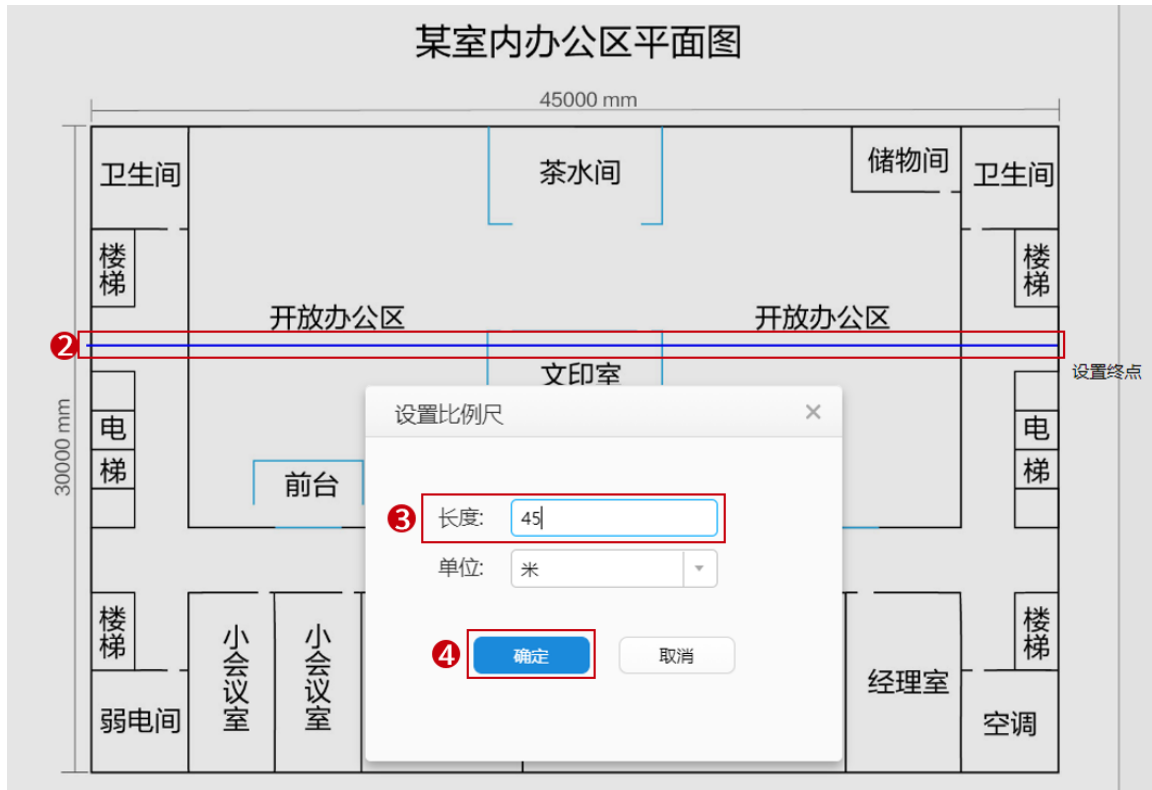 某室内办公区平面图
45000 mm
卫生间
茶水间
储物间
卫生间
楼梯
楼梯
开放办公区
开放办公区
2
文印室
设置终点
30000 mm
设置比例尺
电梯
电梯
前台
3
长度:
45
单位:
米
4
确定
取消
楼梯
小会议室
小会议室
楼梯
经理室
弱电间
空调